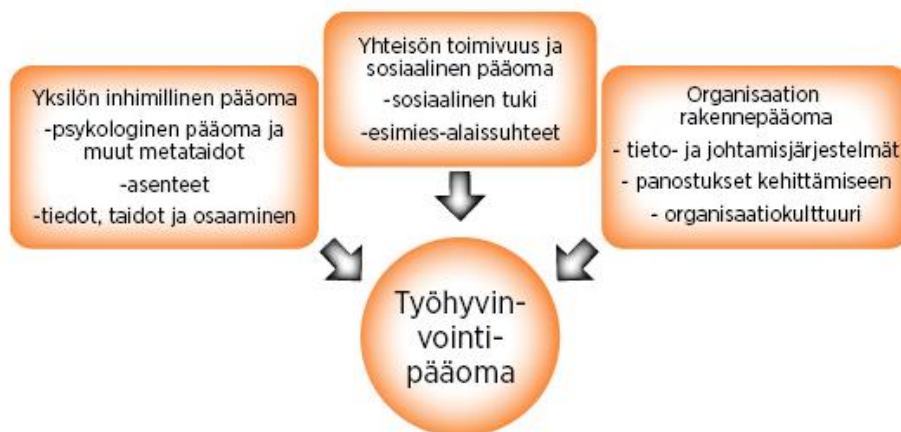 Yksilön inhimillinen pääoma
-psykologinen pääoma ja
muut metataidot
-asenteet
-tiedot, taidot ja osaaminen
Yhteisön toimivuus ja
sosiaalinen pääoma
-sosiaalinen tuki
-esimies-alaissuhteet
Organisaation
rakennepääoma
- tieto- ja johtamisjärjestelmät
- panostukset kehittämiseen
- organisaatiokulttuuri
Työhyvin-
vointi-
pääoma